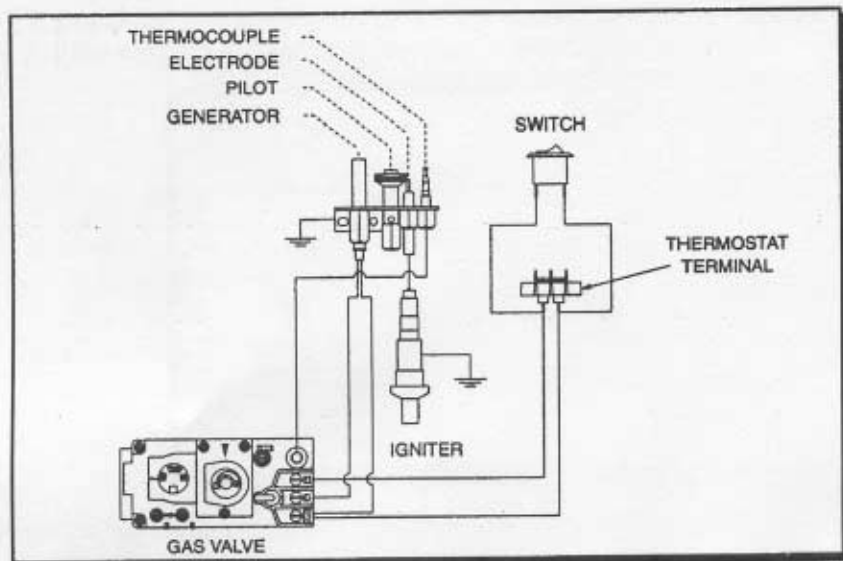 THERMOCOUPLE
ELECTRODE
PILOT
GENERATOR
SWITCH
THERMOSTAT
TERMINAL
IGNITER
GAS VALVE